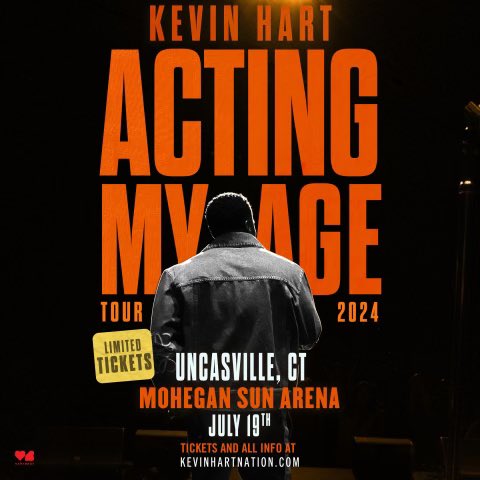 KEVIN HART
ACTING
MY AGE
TOUR 2024
LIMITED
TICKETS
UNCASVILLE, CT
MOHEGAN SUN ARENA
JULY 19TH
TICKETS AND ALL INFO AT
KEVINHARTNATION.COM
HARTBEAT